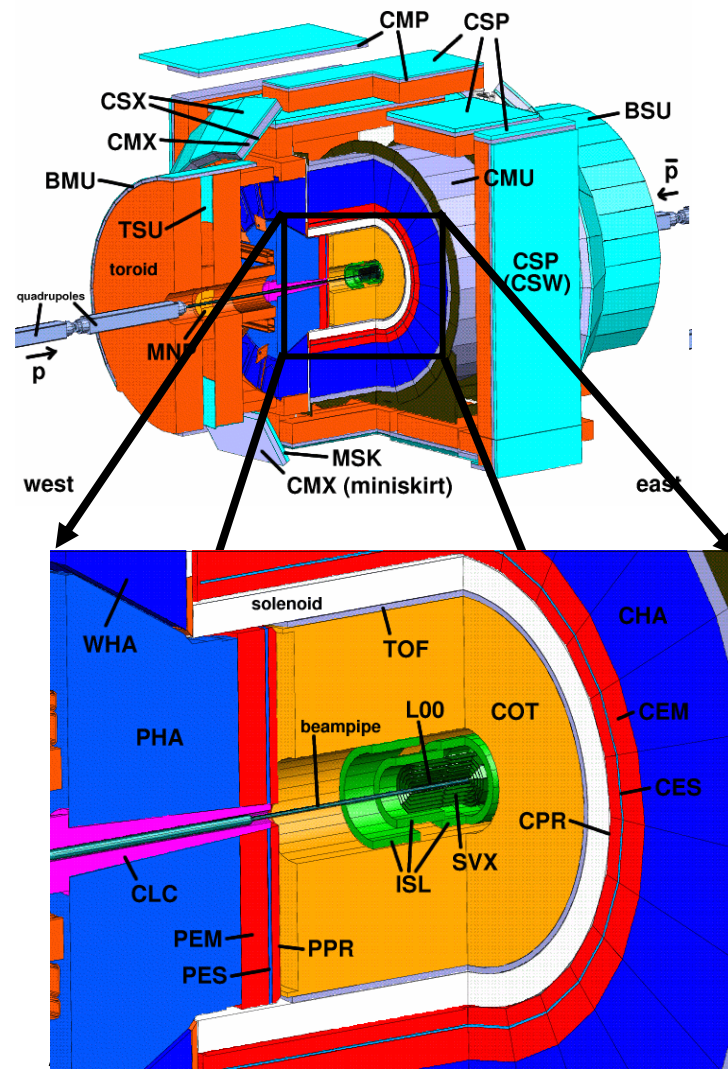 CMP
CSP
CSX
BSU
CMX
BMU
CMU
p̅
←
TSU
toroid
CSP
(CSW)
quadrupoles
MNP
→
p
MSK
west
CMX (miniskirt)
east
solenoid
CHA
WHA
TOF
L00
COT
PHA
beampipe
CEM
CES
CPR
SVX
CLC
ISL
PEM
PPR
PES